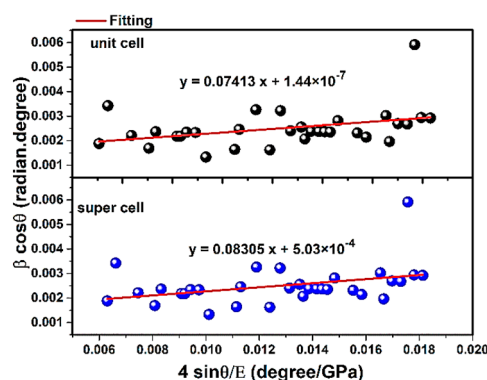 Fitting
0.006
unit cell
0.005
y = 0.07413 x + 1.44×10⁻⁷
0.004
0.003
0.002
0.001
0.006
super cell
0.005
0.004
y = 0.08305 x + 5.03×10⁻⁴
0.003
0.002
0.001
0.006 0.008 0.010 0.012 0.014 0.016 0.018 0.020
4 sinθ/E (degree/GPa)
β cosθ (radian.degree)